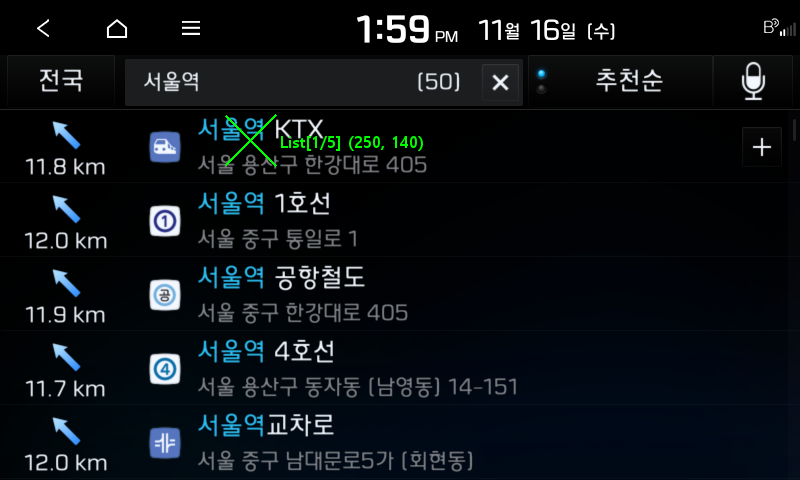 1:59 PM 11월 16일 (수) B
전국 서울역 (50) 추천순
서울역 KTX
List[1/5] (250, 140)
11.8 km 서울 용산구 한강대로 405
서울역 1호선
12.0 km 서울 중구 통일로 1
서울역 공항철도
11.9 km 공 서울 중구 한강대로 405
서울역 4호선
11.7 km 4 서울 용산구 동자동 (남영동) 14-151
서울역교차로
12.0 km 서울 중구 남대문로5가 (회현동)